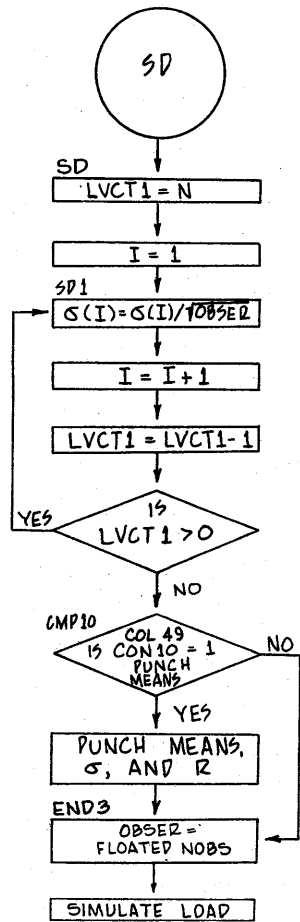 SD
SD
LVCT1 = N
I = 1
SD1
σ(I)=σ(I)/√OBSER
I = I+1
LVCT1 = LVCT1-1
IS
LVCT1 >0
YES
NO
CMP10
COL 49
IS CON10 = 1
PUNCH
MEANS
NO
YES
PUNCH MEANS,
σ, AND R
END3
OBSER =
FLOATED NOBS
SIMULATE LOAD